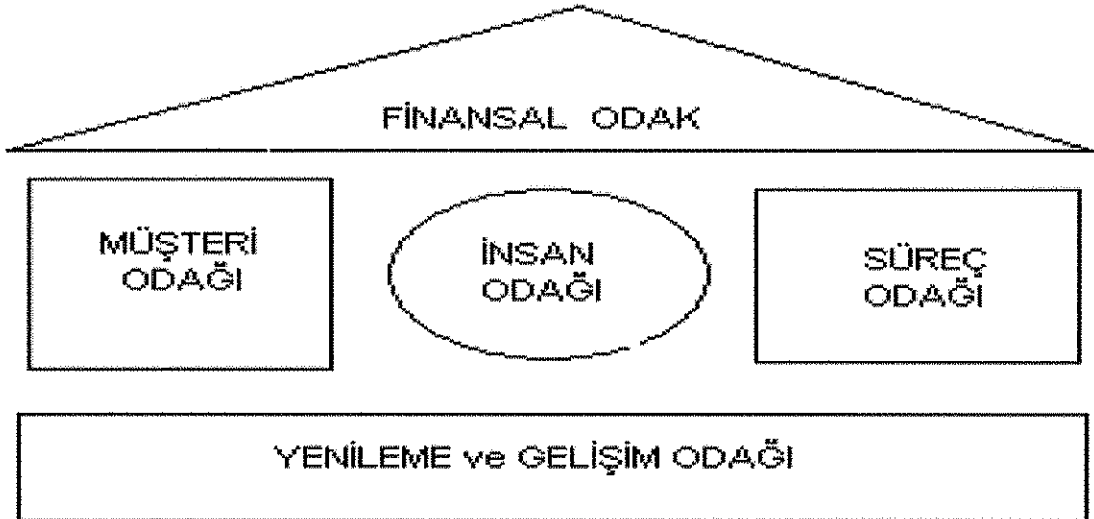 FİNANSAL ODAK
MÜŞTERİ
ODAĞI
İNSAN
ODAĞI
SÜREÇ
ODAĞI
YENİLEME ve GELİŞİM ODAĞI